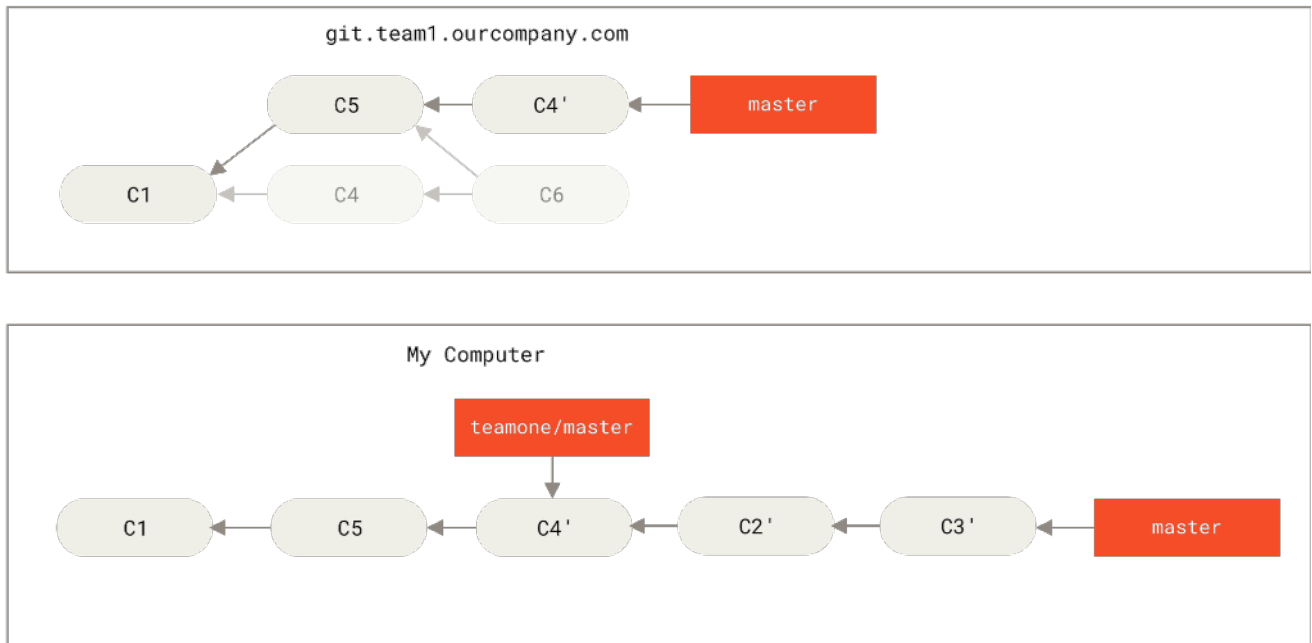 git.team1.ourcompany.com
C5
C4'
master
C1
C4
C6
My Computer
teamone/master
C1
C5
C4'
C2'
C3'
master